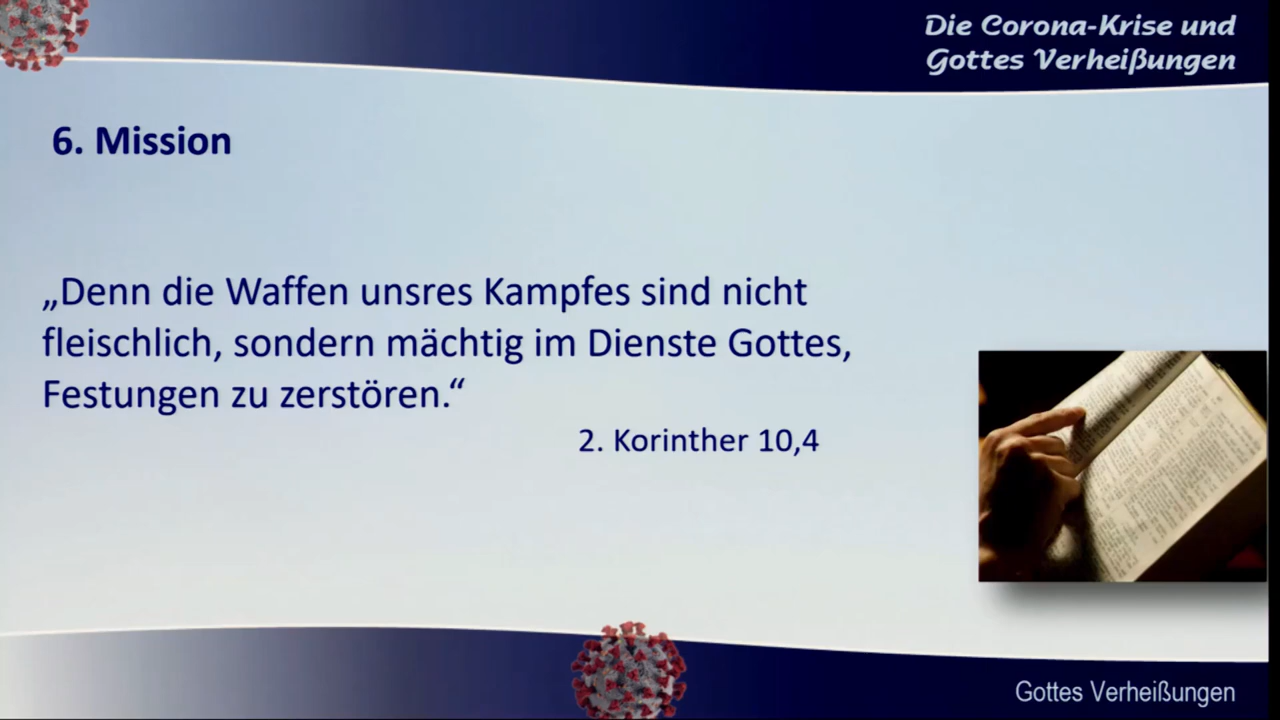 Die Corona-Krise und
Gottes Verheißungen
6. Mission
„Denn die Waffen unsres Kampfes sind nicht
fleischlich, sondern mächtig im Dienste Gottes,
Festungen zu zerstören.“
2. Korinther 10,4
Gottes Verheißungen